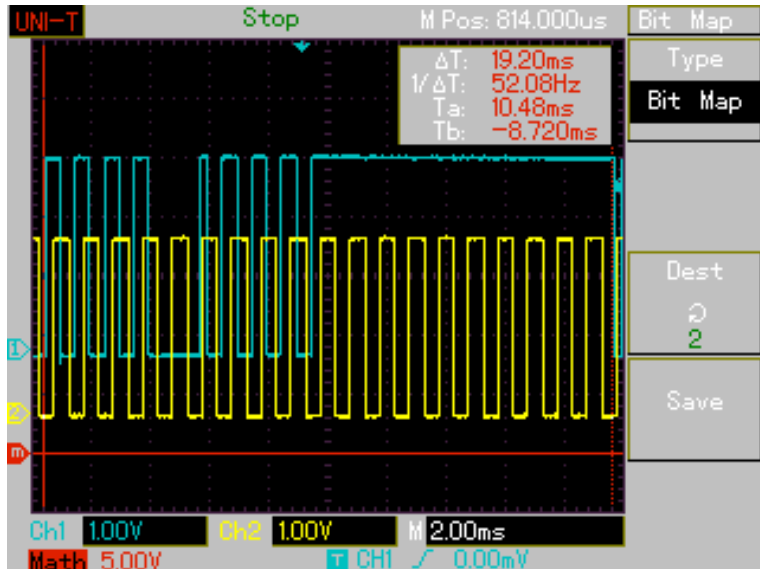 UNI-T Stop M Pos: 814.000us Bit Map
ΔT: 19.20ms
1/ΔT: 52.08Hz
Ta: 10.48ms
Tb: -8.720ms
Type
Bit Map
Dest
2
Save
1
2
m
Ch1 1.00V Ch2 1.00V M 2.00ms
Math 5.00V T CH1 0.00mV